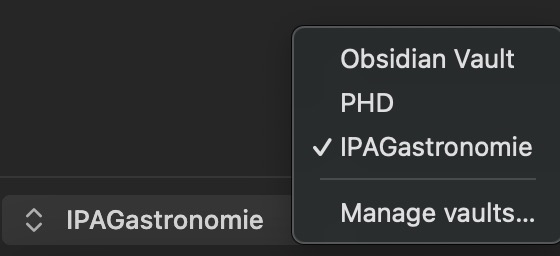 Obsidian Vault
PHD
IPAGastronomie
Manage vaults...
IPAGastronomie